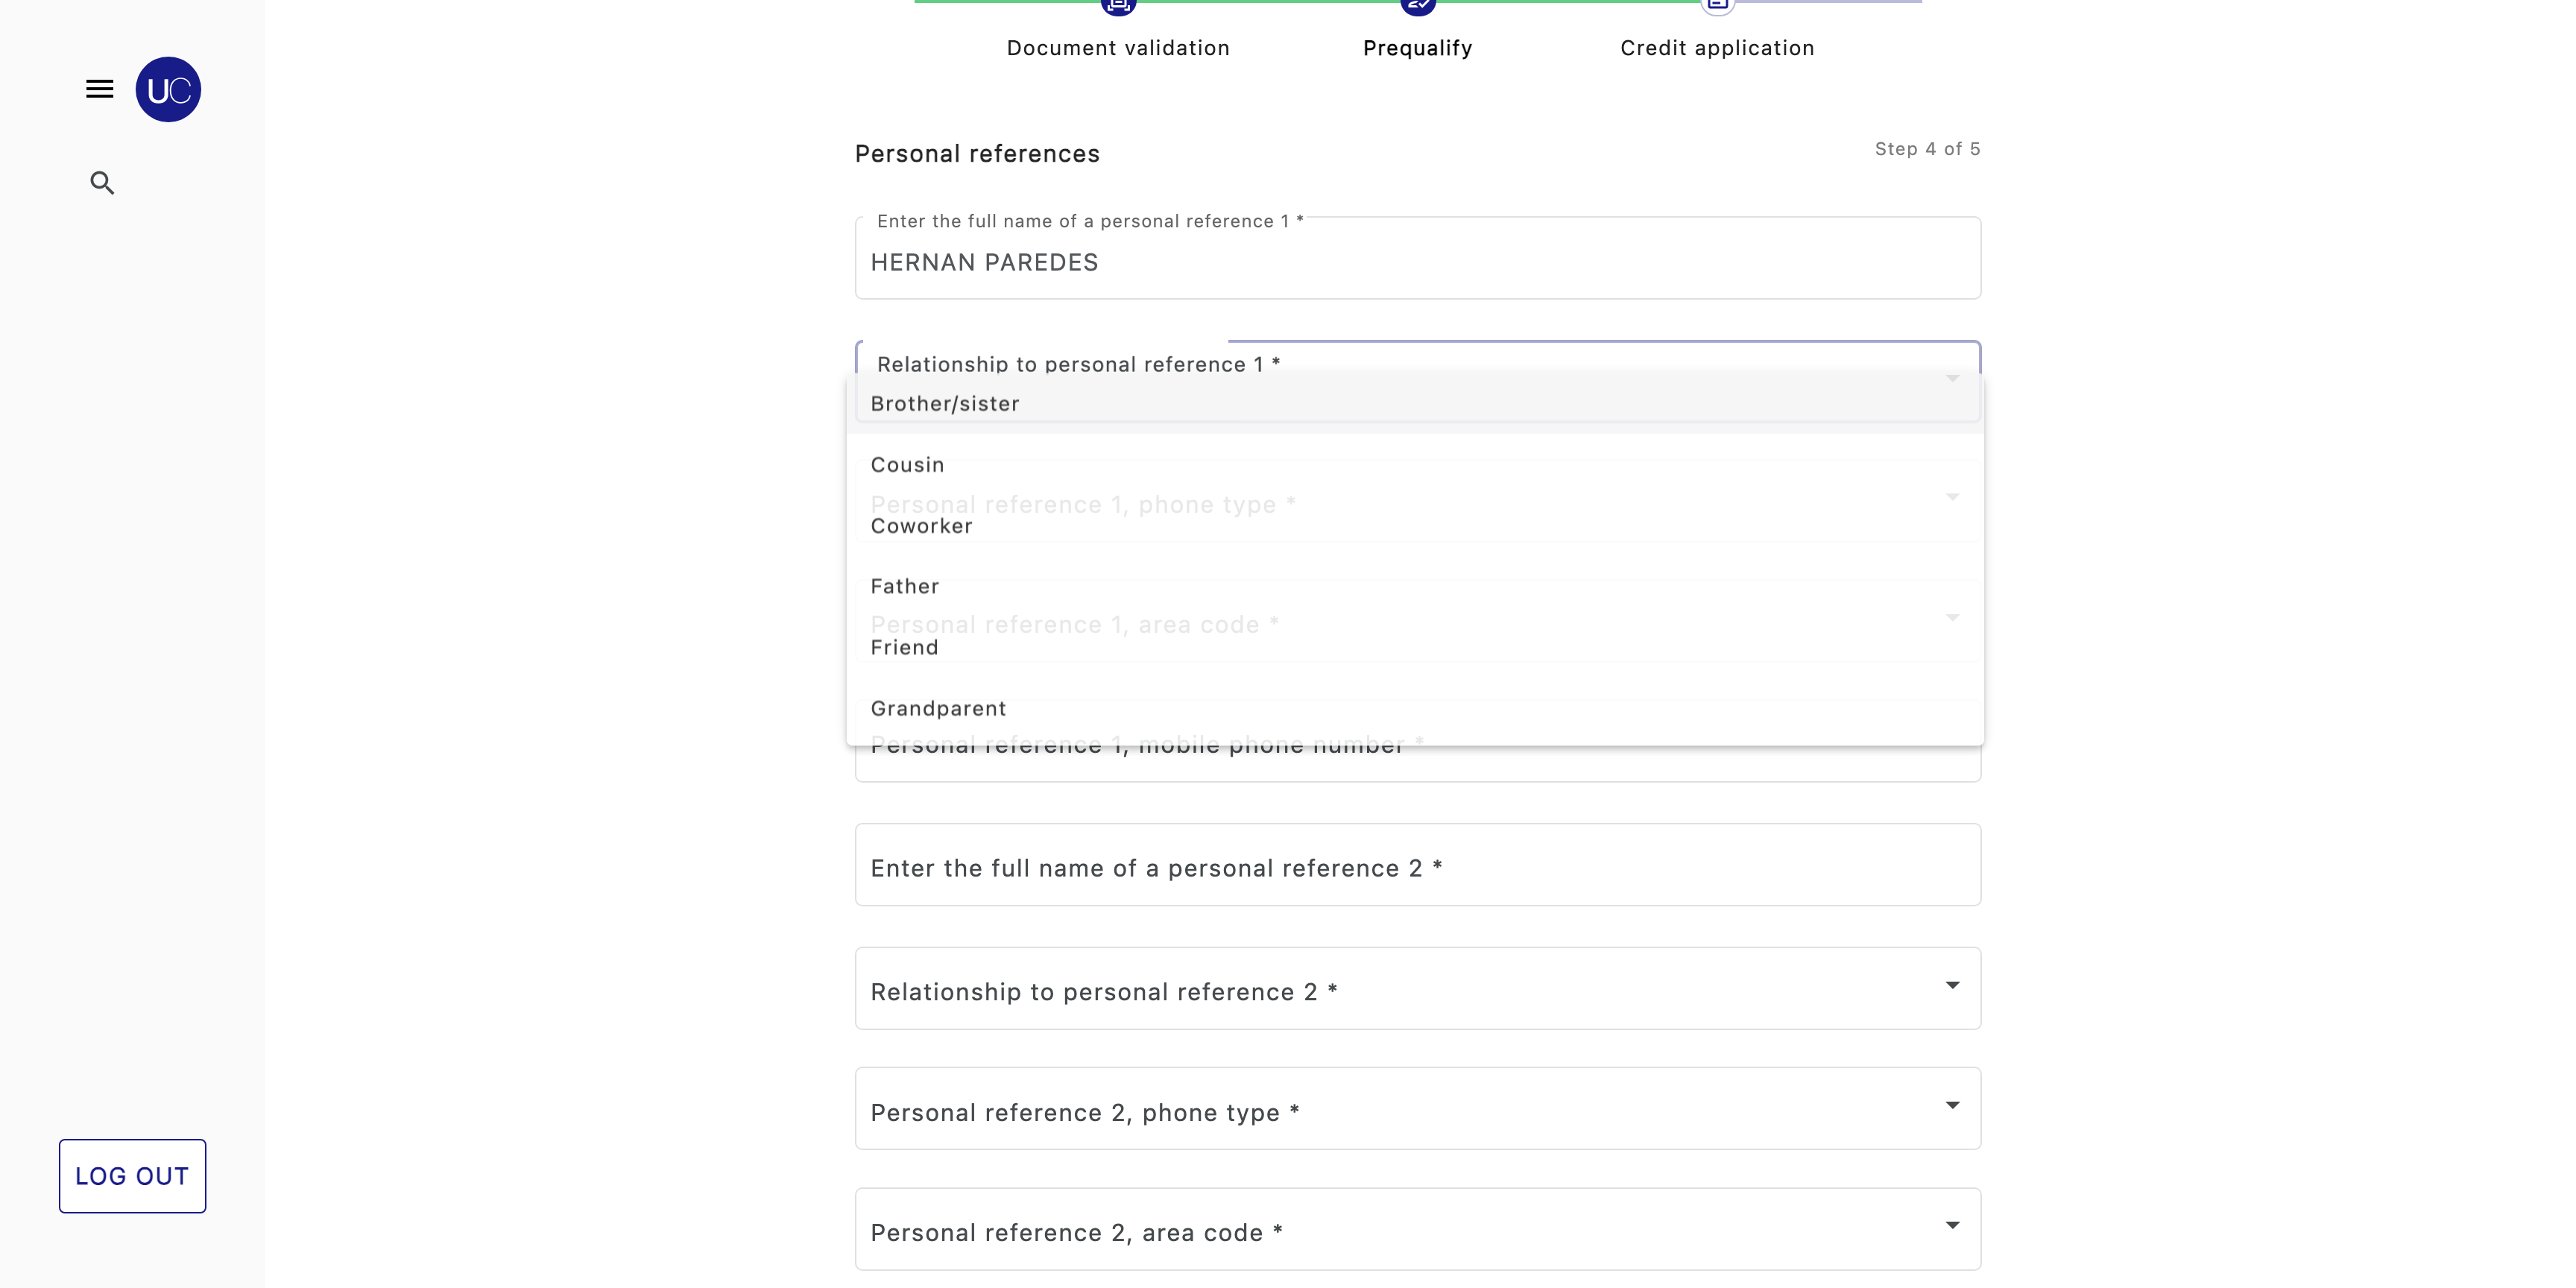 Document validation
Prequalify
Credit application
UC
Personal references
Step 4 of 5
Enter the full name of a personal reference 1 *
HERNAN PAREDES
Relationship to personal reference 1 *
Brother/sister
Cousin
Personal reference 1, phone type *
Coworker
Father
Personal reference 1, area code *
Friend
Grandparent
Personal reference 1, mobile phone number *
Enter the full name of a personal reference 2 *
Relationship to personal reference 2 *
Personal reference 2, phone type *
LOG OUT
Personal reference 2, area code *